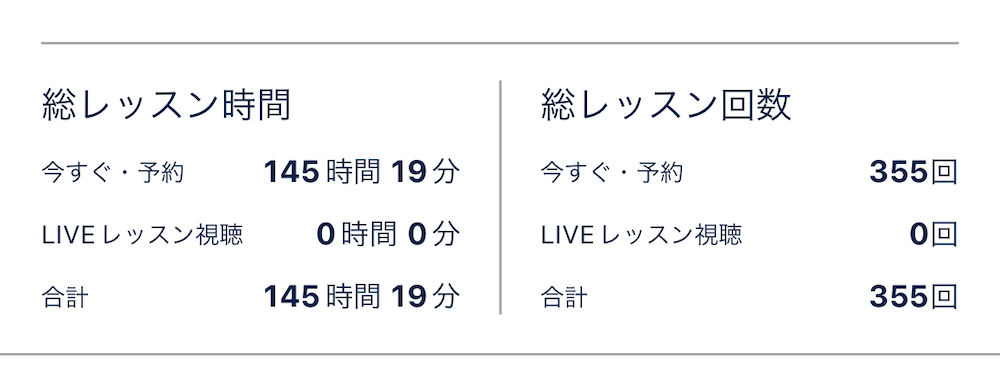 総レッスン時間
今すぐ・予約 145時間 19分
LIVEレッスン視聴 0時間 0分
合計 145時間 19分
総レッスン回数
今すぐ・予約 355回
LIVEレッスン視聴 0回
合計 355回